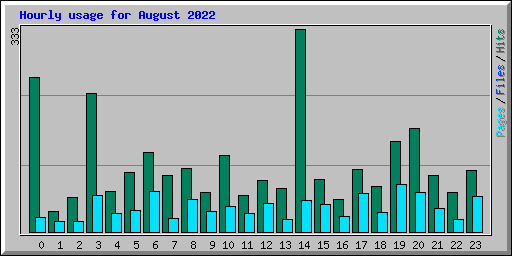 Hourly usage for August 2022
333
Pages/Files/Hits
0 1 2 3 4 5 6 7 8 9 10 11 12 13 14 15 16 17 18 19 20 21 22 23